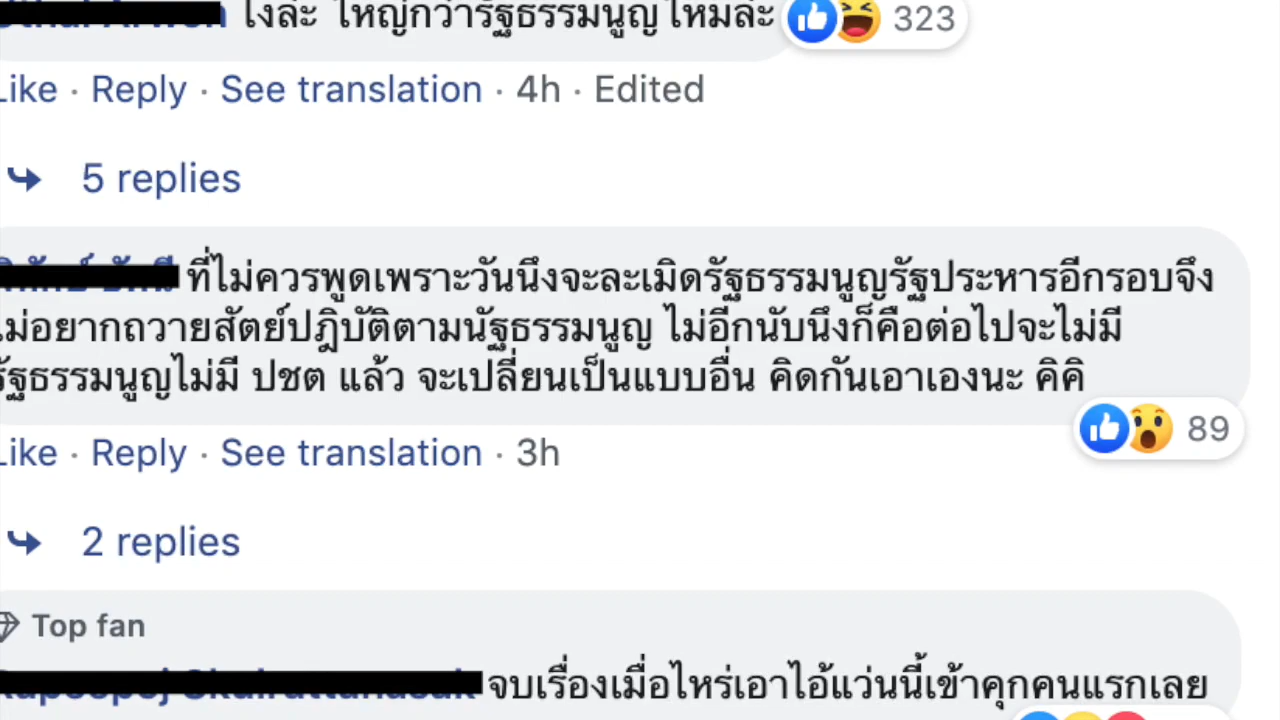 ไงล่ะ ใหญ่กว่ารัฐธรรมนูญไหมล่ะ 323
Like · Reply · See translation · 4h · Edited
5 replies
ที่ไม่ควรพูดเพราะวันนึงจะละเมิดรัฐธรรมนูญรัฐประหารอีกรอบจึง
ไม่อยากถวายสัตย์ปฎิบัติตามนัฐธรรมนูญ ไม่อีกนับนึงก็คือต่อไปจะไม่มี
รัฐธรรมนูญไม่มี ปชต แล้ว จะเปลี่ยนเป็นแบบอื่น คิดกันเอาเองนะ คิคิ
89
Like · Reply · See translation · 3h
2 replies
Top fan
จบเรื่องเมื่อไหร่เอาไอ้แว่นนี้เข้าคุกคนแรกเลย